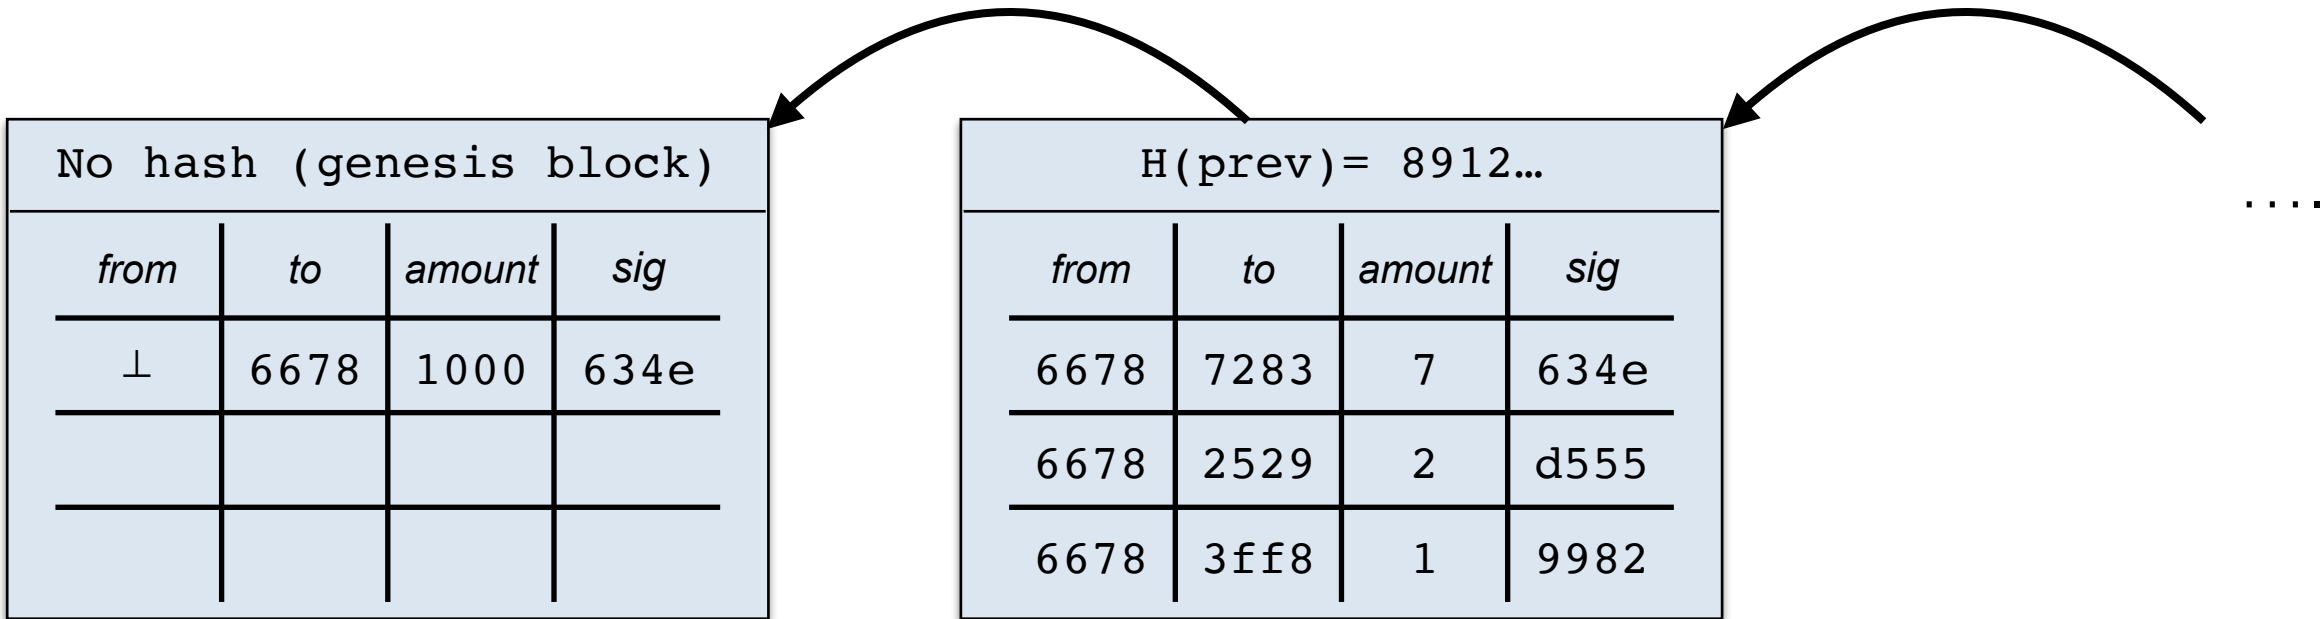 No hash (genesis block)
from to amount sig
⊥ 6678 1000 634e
H(prev)= 8912…
from to amount sig
6678 7283 7 634e
6678 2529 2 d555
6678 3ff8 1 9982
....